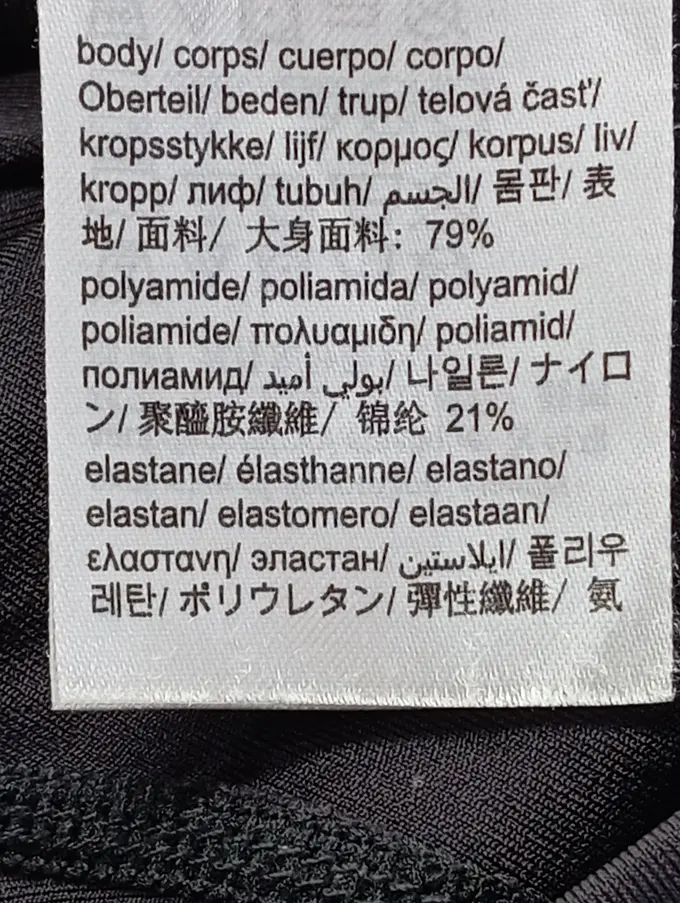 body/ corps/ cuerpo/ corpo/
Oberteil/ beden/ trup/ telová časť/
kropsstykke/ lijf/ κορμος/ korpus/ liv/
kropp/ лиф/ tubuh/ الجسم/ 몸판/ 表
地/ 面料/ 大身面料: 79%
polyamide/ poliamida/ polyamid/
poliamide/ πολυαμιδη/ poliamid/
полиамид/ بولي أميد/ 나일론/ ナイロ
ン/ 聚醯胺纖維/ 锦纶 21%
elastane/ élasthanne/ elastano/
elastan/ elastomero/ elastaan/
ελαστανη/ эластан/ ايلاستين/ 폴리우
레탄/ ポリウレタン/ 彈性纖維/ 氨